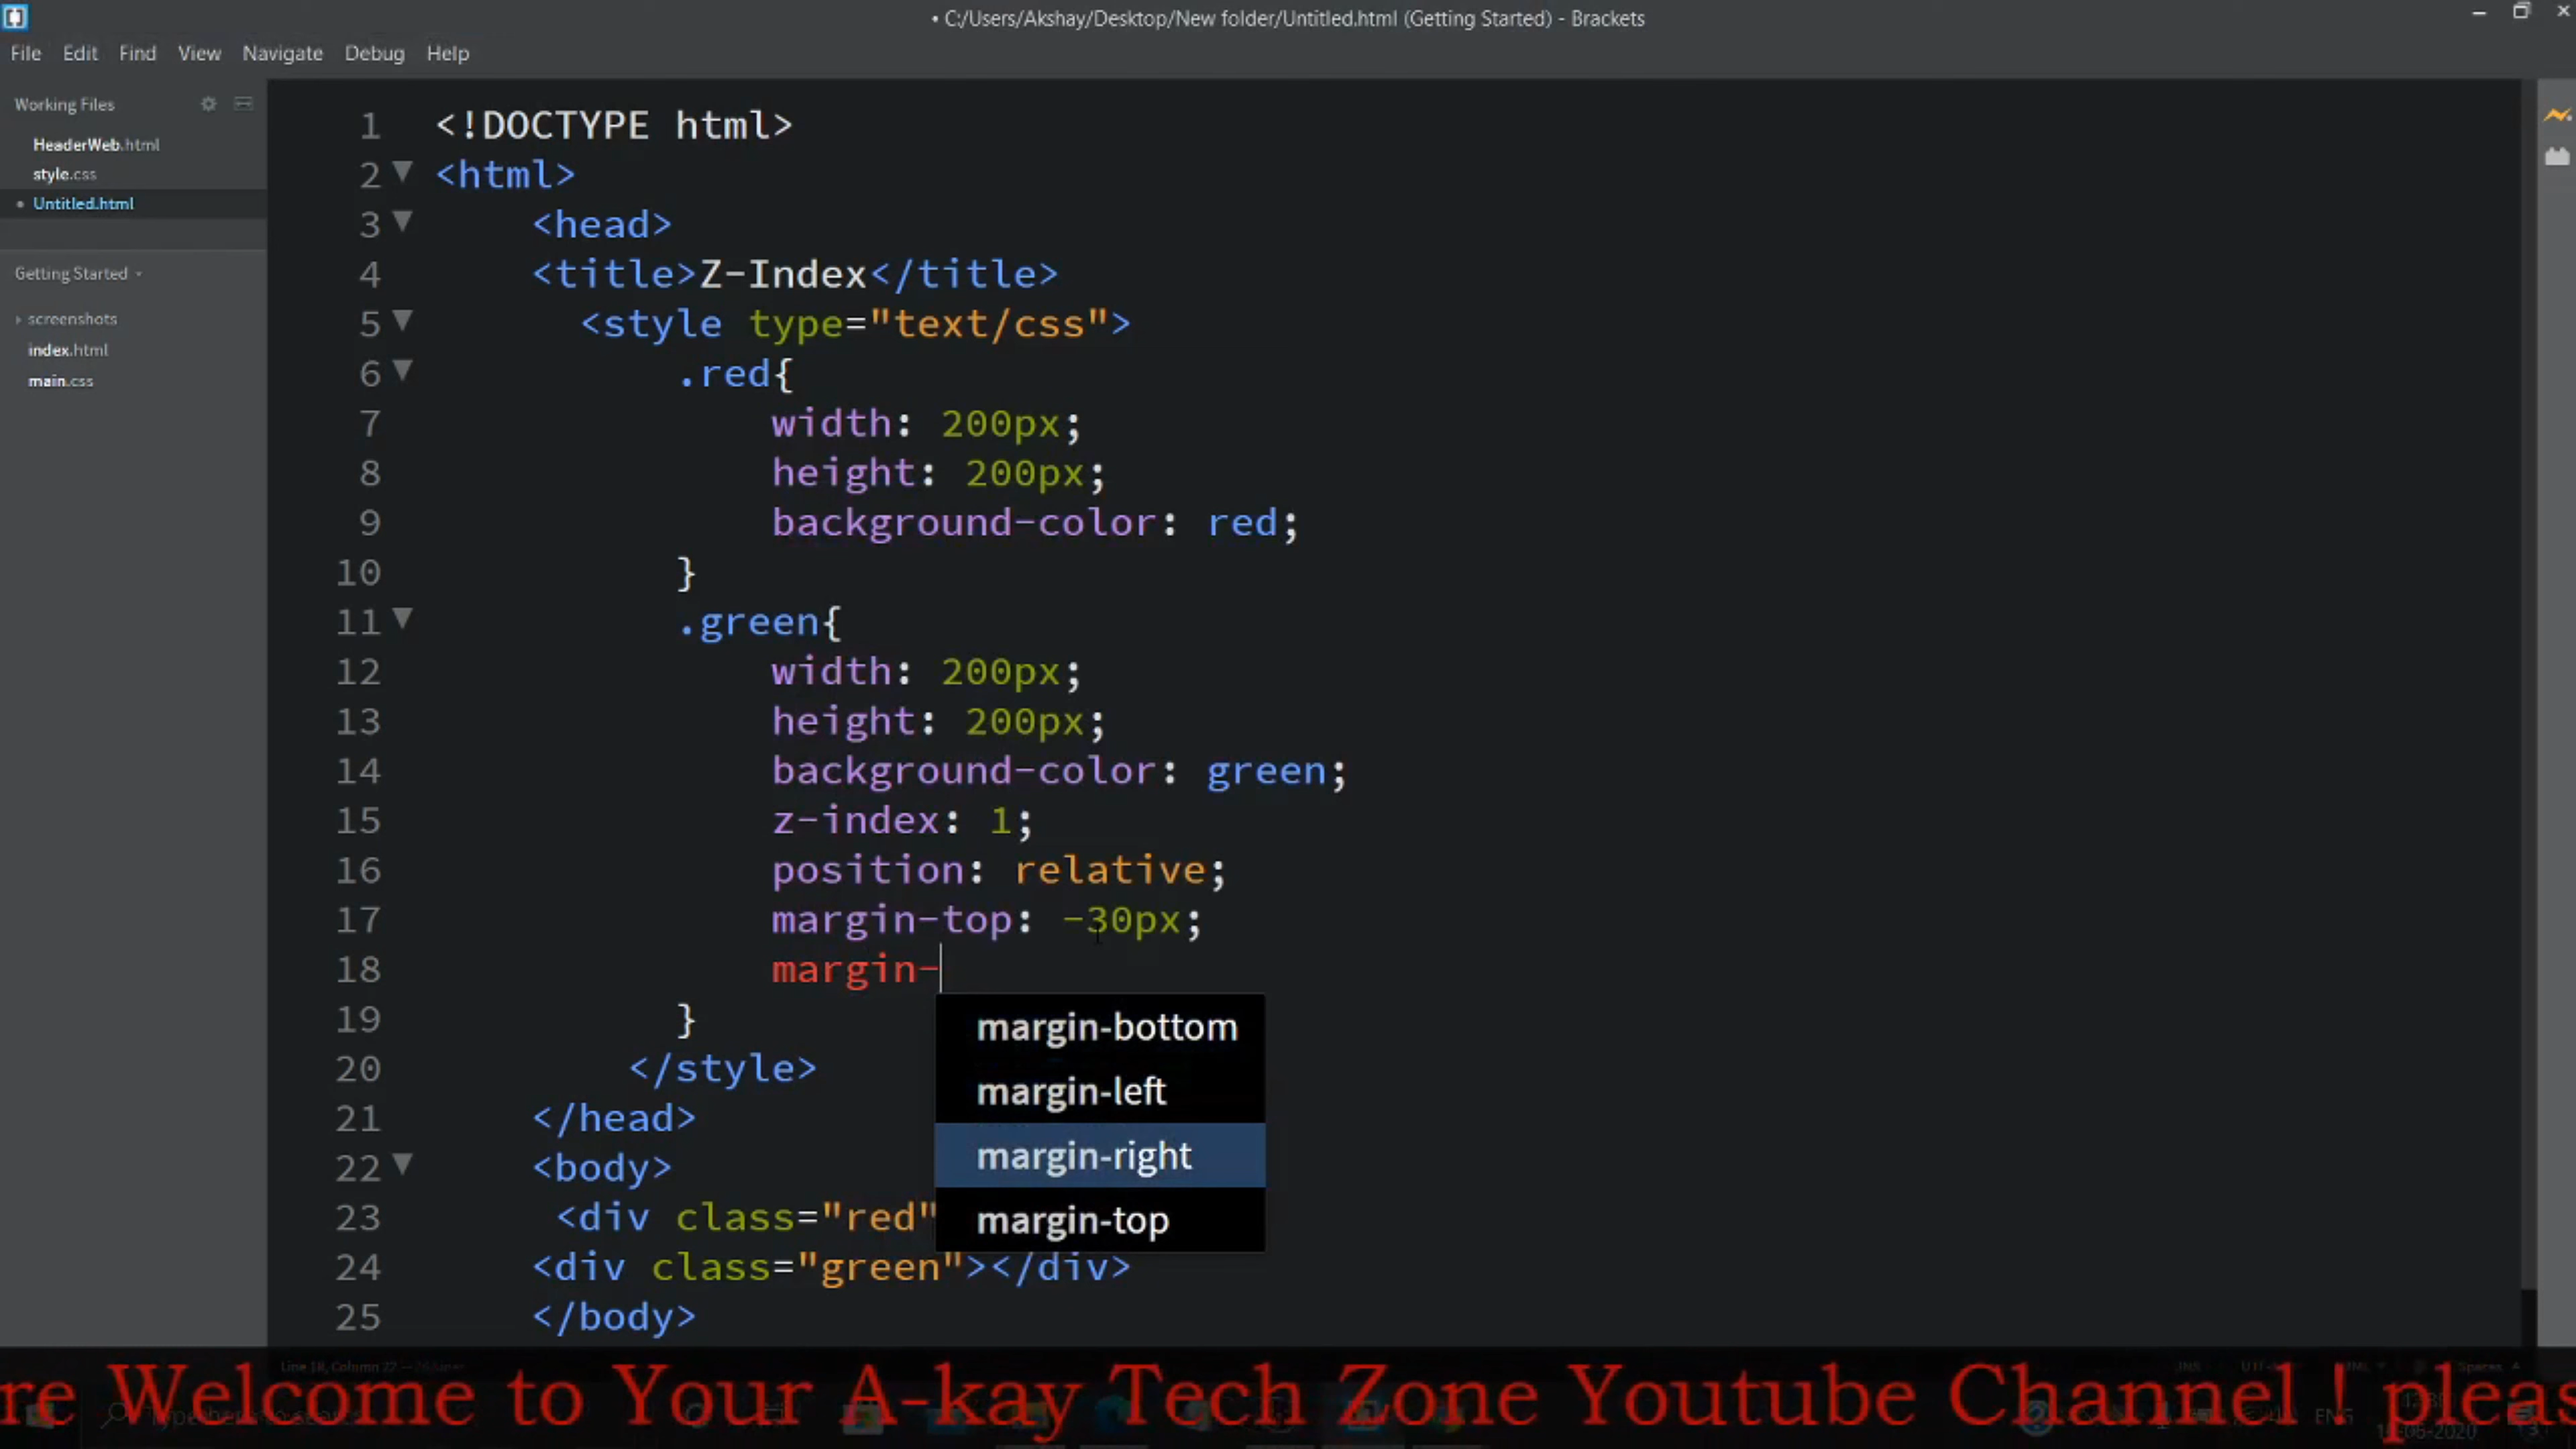 • C:/Users/Akshay/Desktop/New folder/Untitled.html (Getting Started) - Brackets
File Edit Find View Navigate Debug Help
Working Files
HeaderWeb.html
style.css
• Untitled.html
Getting Started
screenshots
index.html
main.css
1 <!DOCTYPE html>
2 <html>
3 <head>
4 <title>Z-Index</title>
5 <style type="text/css">
6 .red{
7 width: 200px;
8 height: 200px;
9 background-color: red;
10 }
11 .green{
12 width: 200px;
13 height: 200px;
14 background-color: green;
15 z-index: 1;
16 position: relative;
17 margin-top: -30px;
18 margin-
margin-bottom
margin-left
margin-right
margin-top
19 }
20 </style>
21 </head>
22 <body>
23 <div class="red"
24 <div class="green"></div>
25 </body>
re Welcome to Your A-kay Tech Zone Youtube Channel ! pleas
ENG